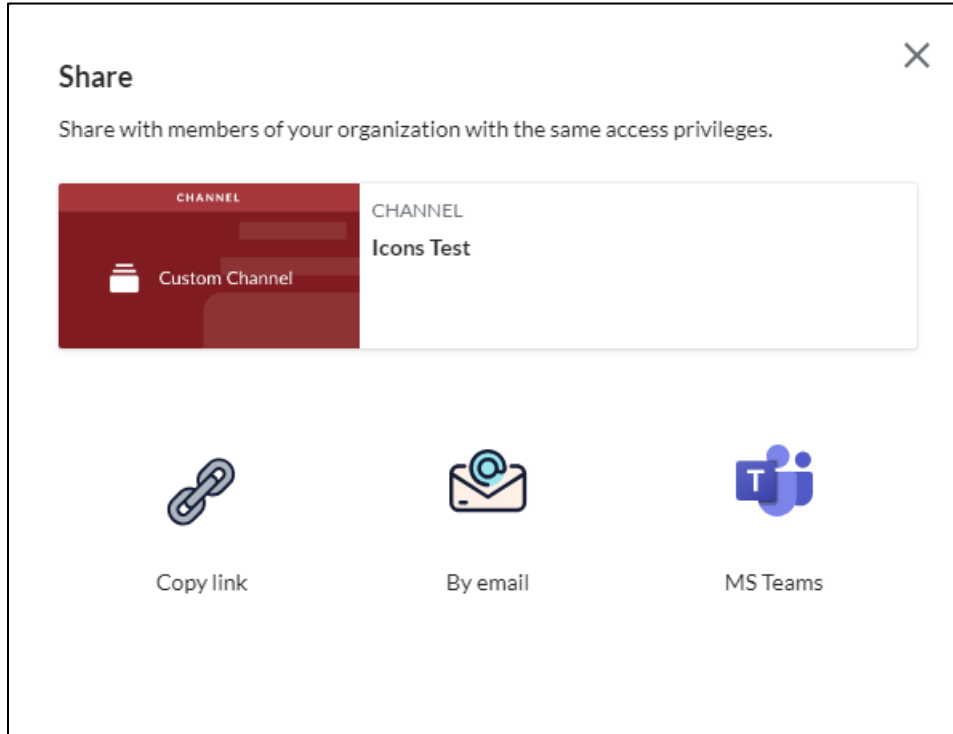 Share
Share with members of your organization with the same access privileges.
CHANNEL
Custom Channel
CHANNEL
Icons Test
T
Copy link
By email
MS Teams